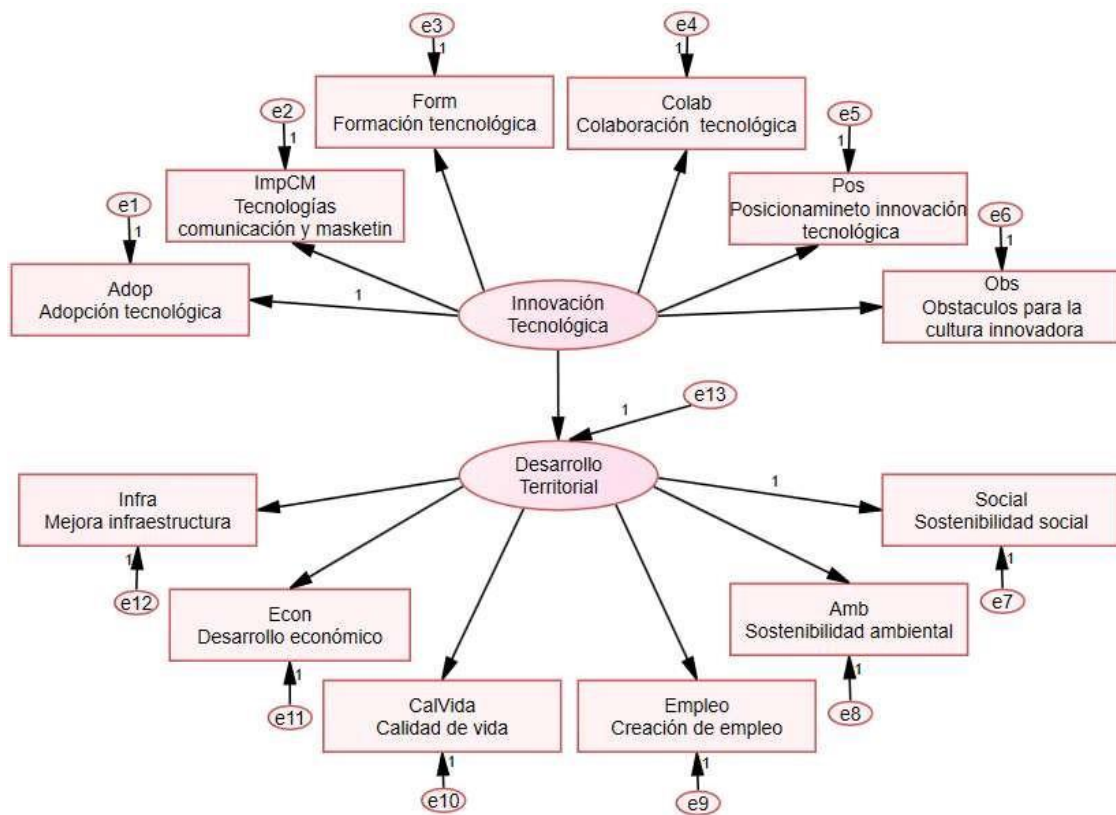 e3
1
e4
1
Form
Formación tencnológica
Colab
Colaboración tecnológica
e2
1
e5
1
ImpCM
Tecnologías
comunicación y masketin
Pos
Posicionamineto innovación
tecnológica
e1
1
e6
1
Adop
Adopción tecnológica
1
Innovación
Tecnológica
Obs
Obstaculos para la
cultura innovadora
e13
1
Desarrollo
Territorial
1
Infra
Mejora infraestructura
Social
Sostenibilidad social
1
e12
1
e7
Econ
Desarrollo económico
Amb
Sostenibilidad ambiental
1
e11
1
e8
CalVida
Calidad de vida
Empleo
Creación de empleo
1
e10
1
e9